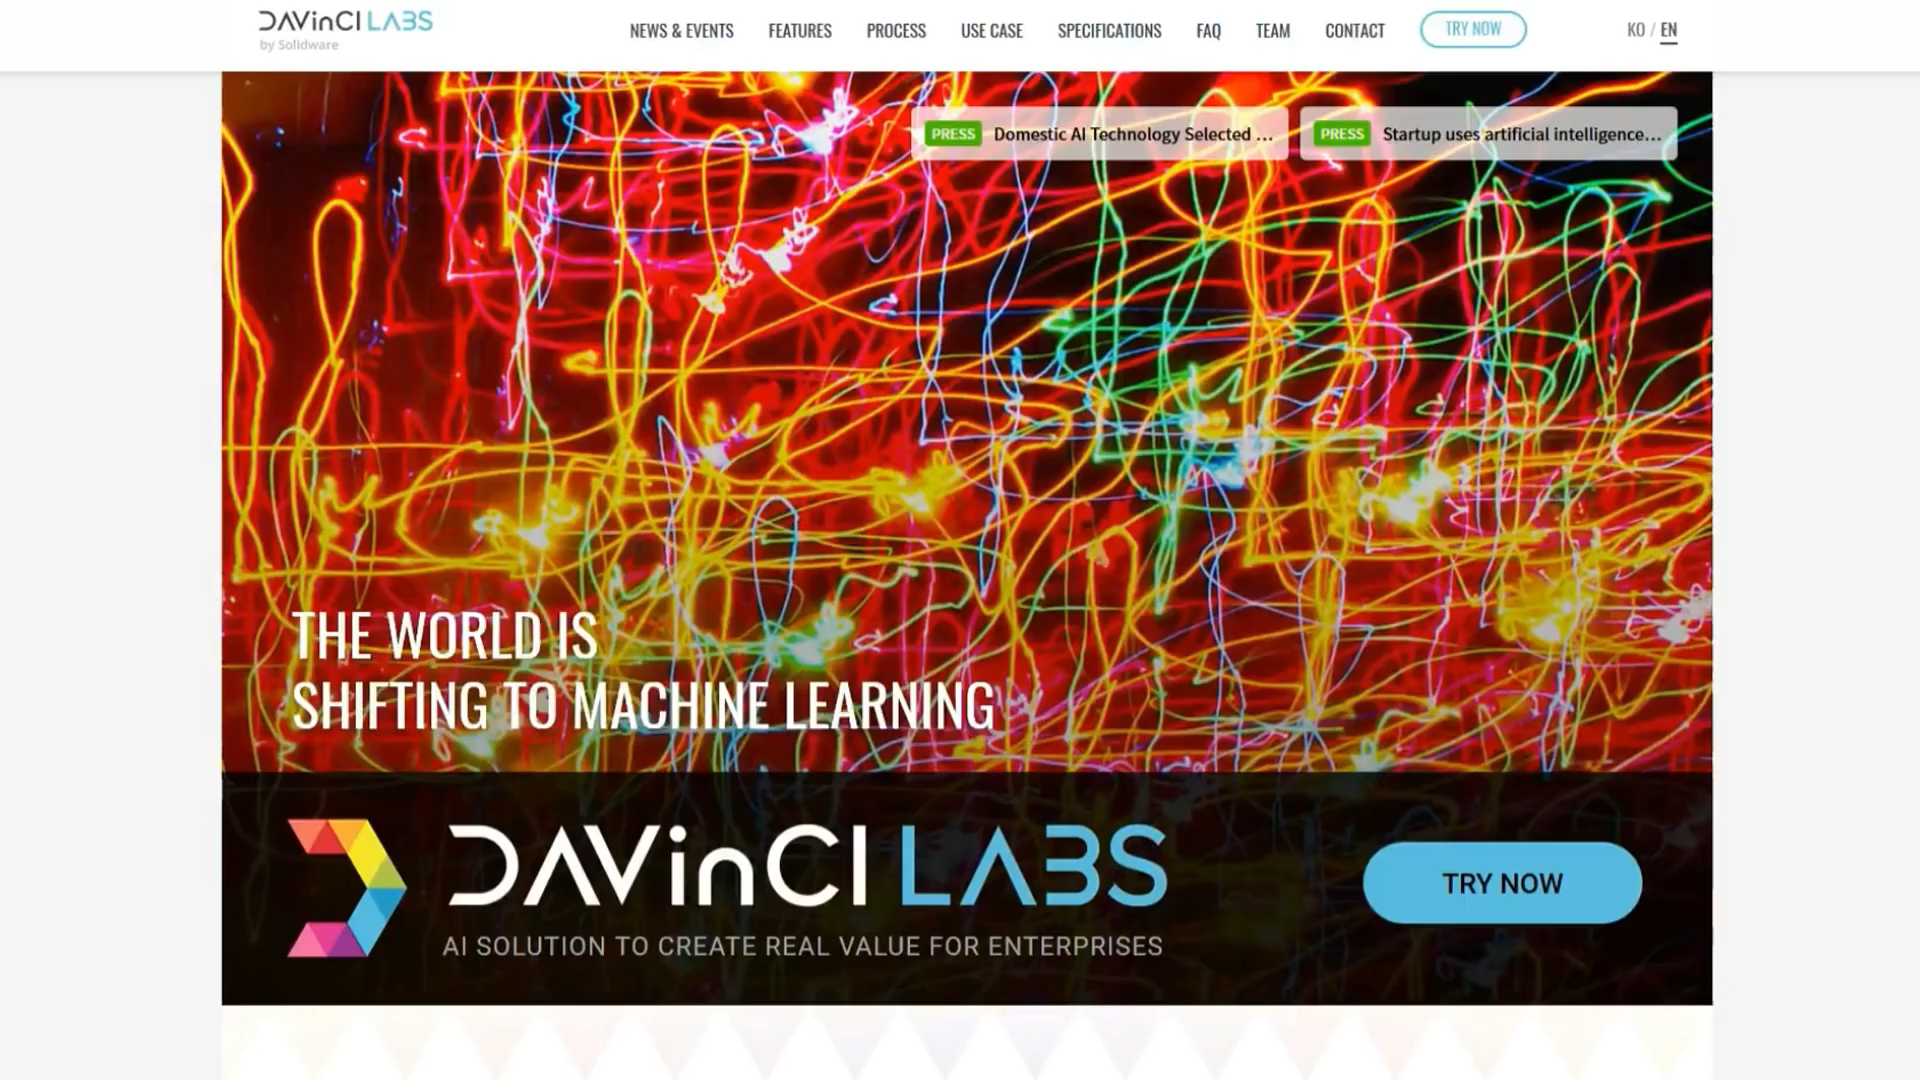 DAVinCI LABS
by Solidware
NEWS & EVENTS FEATURES PROCESS USE CASE SPECIFICATIONS FAQ TEAM CONTACT TRY NOW KO / EN
PRESS Domestic AI Technology Selected ...
PRESS Startup uses artificial intelligence...
THE WORLD IS
SHIFTING TO MACHINE LEARNING
DAVinCI LABS
AI SOLUTION TO CREATE REAL VALUE FOR ENTERPRISES
TRY NOW